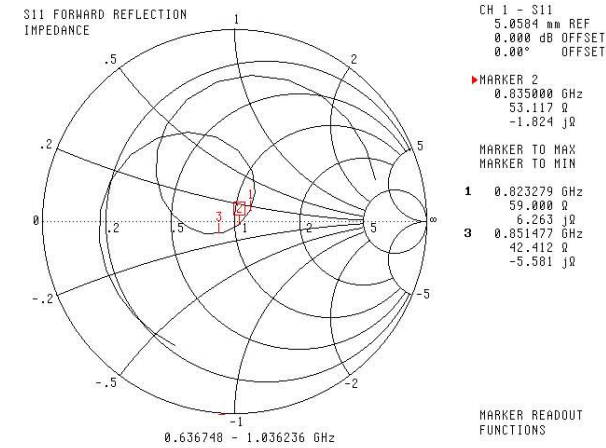 S11 FORWARD REFLECTION
IMPEDANCE
1
.5
2
.2
5
0
.2
.5
1
2
5
∞
1
2
3
-.2
-5
-.5
-2
-1
0.636748 - 1.036236 GHz
CH 1 - S11
5.0584 mm REF
0.000 dB OFFSET
0.00° OFFSET
MARKER 2
0.835000 GHz
53.117 Ω
-1.824 jΩ
MARKER TO MAX
MARKER TO MIN
1 0.823279 GHz
59.000 Ω
6.263 jΩ
3 0.851477 GHz
42.412 Ω
-5.581 jΩ
MARKER READOUT
FUNCTIONS